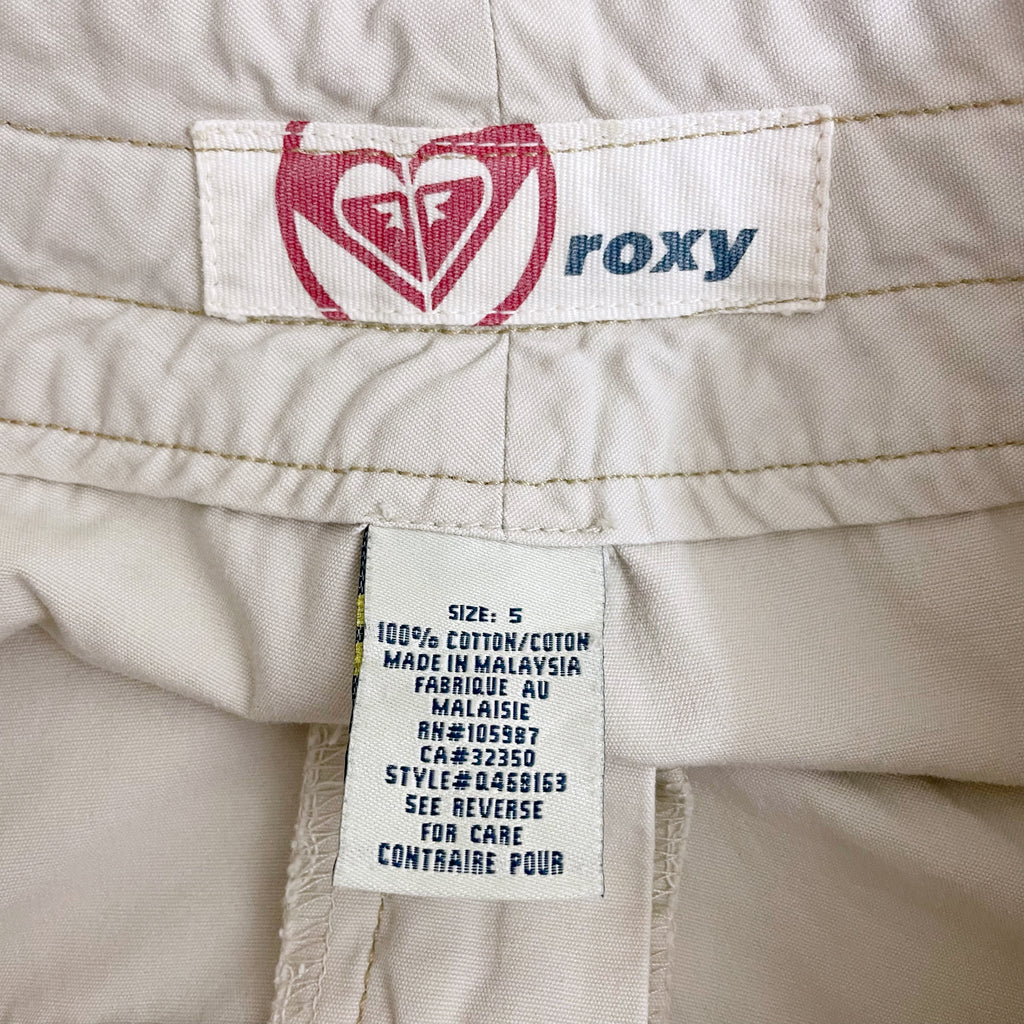 roxy
SIZE: 5
100% COTTON/COTON
MADE IN MALAYSIA
FABRIQUE AU
MALAISIE
RN#105987
CA#32350
STYLE#Q468163
SEE REVERSE
FOR CARE
CONTRAIRE POUR